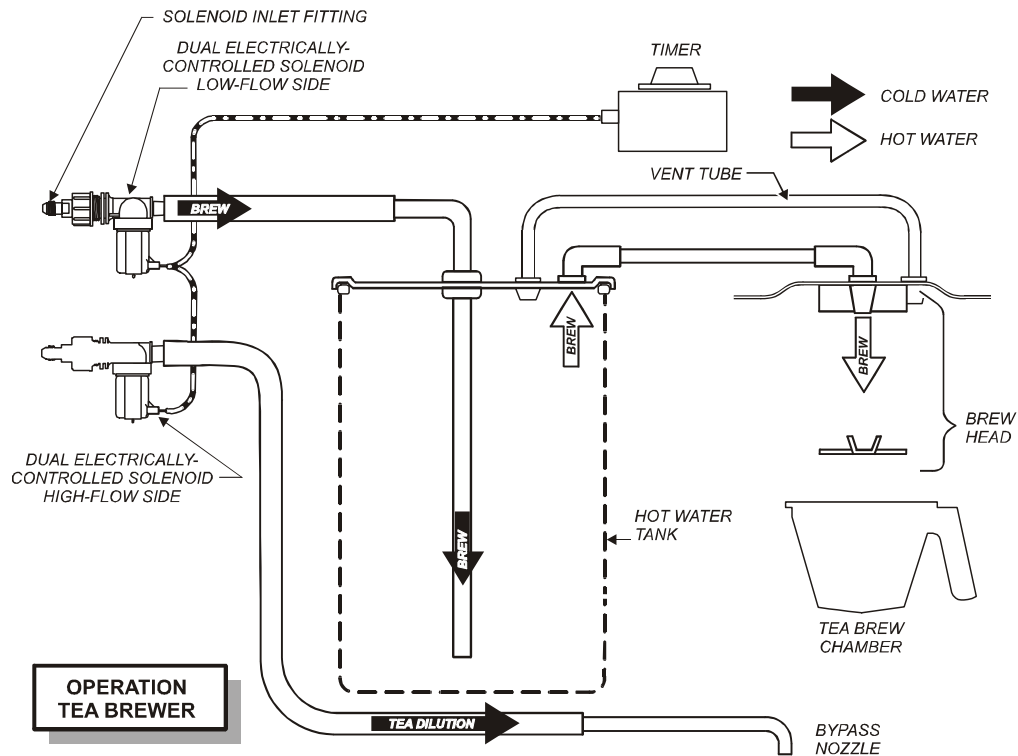 SOLENOID INLET FITTING
DUAL ELECTRICALLY-
CONTROLLED SOLENOID
LOW-FLOW SIDE
TIMER
COLD WATER
HOT WATER
VENT TUBE
BREW
BREW
BREW
BREW
HEAD
DUAL ELECTRICALLY-
CONTROLLED SOLENOID
HIGH-FLOW SIDE
BREW
HOT WATER
TANK
TEA BREW
CHAMBER
OPERATION
TEA BREWER
TEA DILUTION
BYPASS
NOZZLE